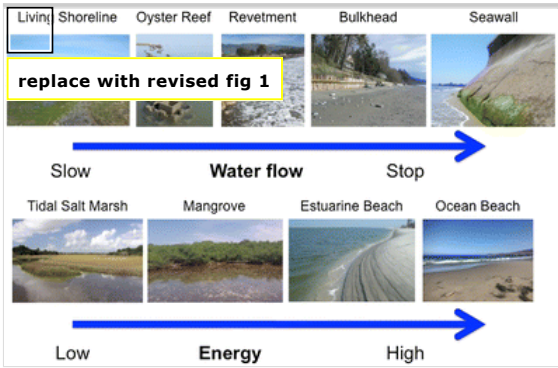 Living Shoreline Oyster Reef Revetment Bulkhead Seawall
replace with revised fig 1
Slow Water flow Stop
Tidal Salt Marsh Mangrove Estuarine Beach Ocean Beach
Low Energy High